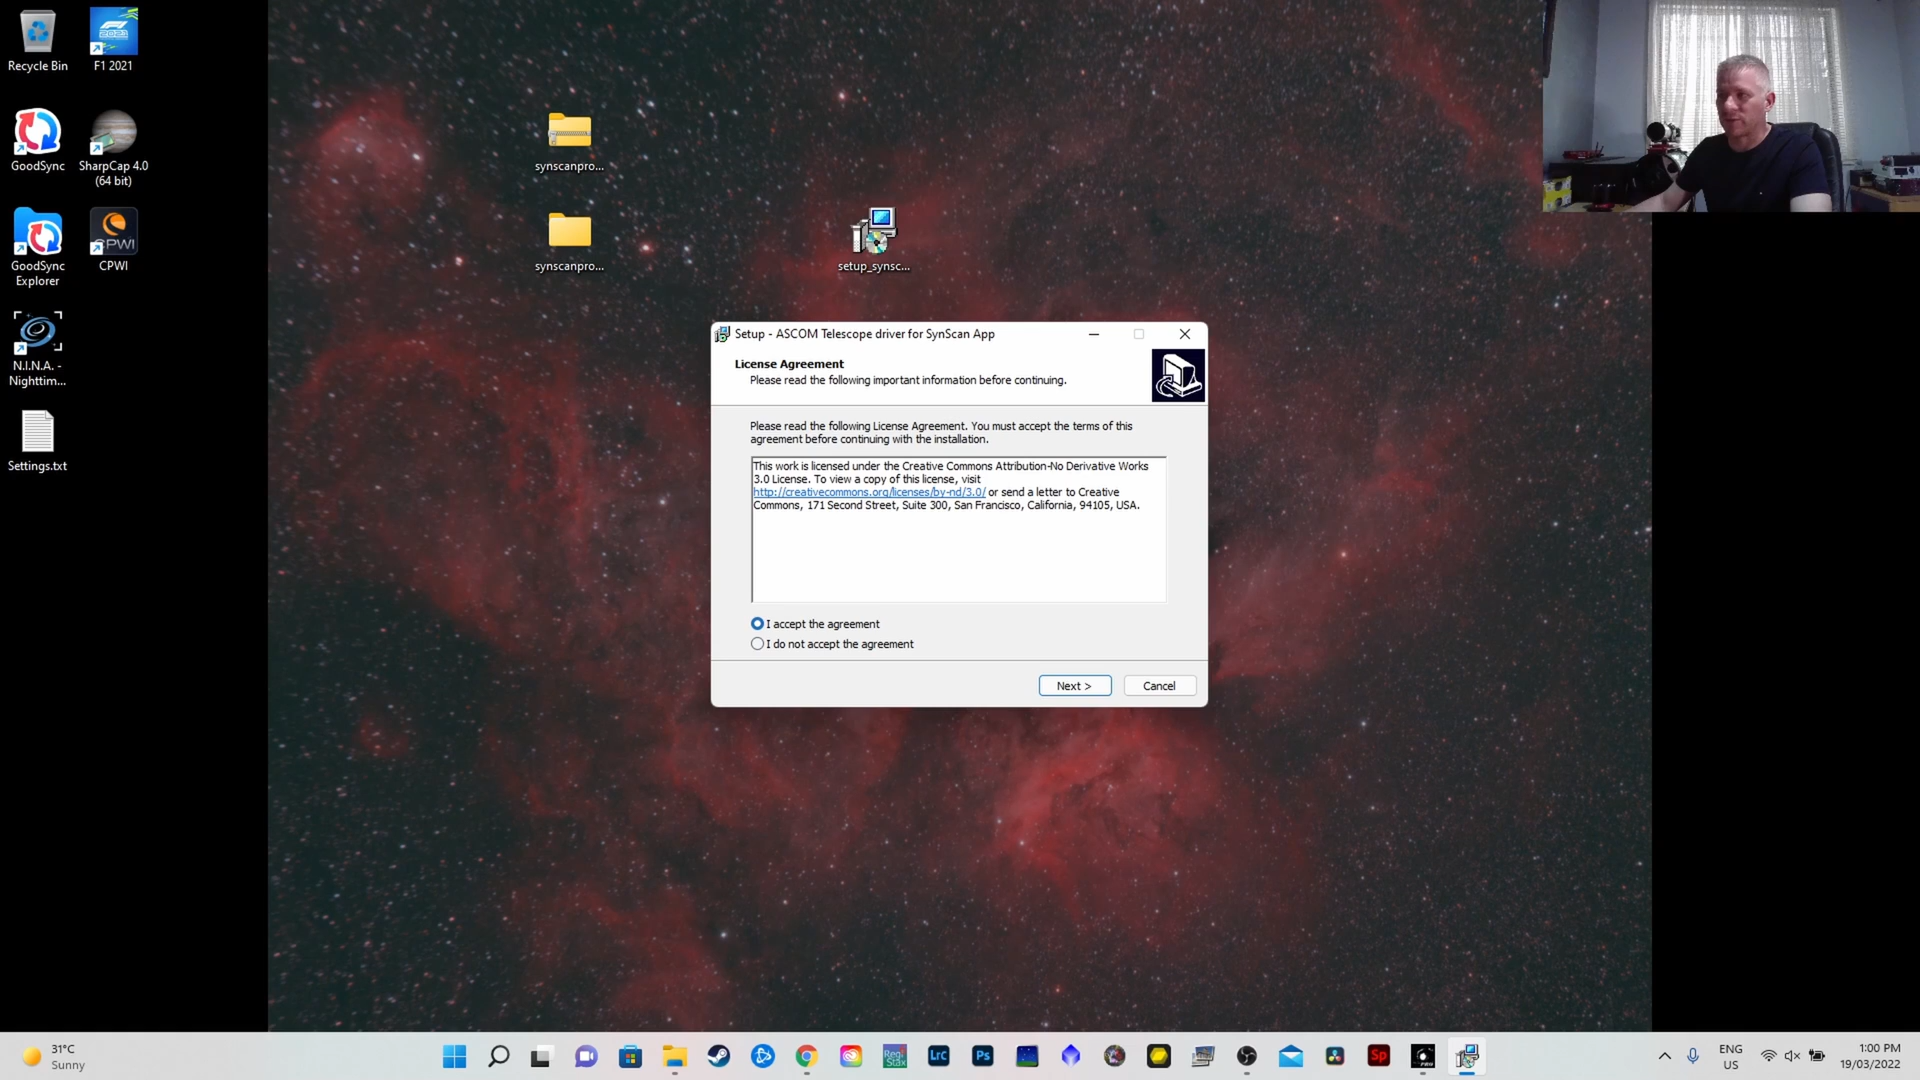 Recycle Bin
F1 2021
GoodSync
SharpCap 4.0
(64 bit)
GoodSync
Explorer
CPWI
CPWI
N.I.N.A. -
Nighttim...
Settings.txt
synscanpro...
synscanpro...
setup_synsc...
Setup - ASCOM Telescope driver for SynScan App
License Agreement
Please read the following important information before continuing.
Please read the following License Agreement. You must accept the terms of this
agreement before continuing with the installation.
This work is licensed under the Creative Commons Attribution-No Derivative Works
3.0 License. To view a copy of this license, visit
http://creativecommons.org/licenses/by-nd/3.0/ or send a letter to Creative
Commons, 171 Second Street, Suite 300, San Francisco, California, 94105, USA.
I accept the agreement
I do not accept the agreement
Next >
Cancel
31°C
Sunny
Regi
Stax
LrC
Ps
Sp
ENG
US
1:00 PM
19/03/2022